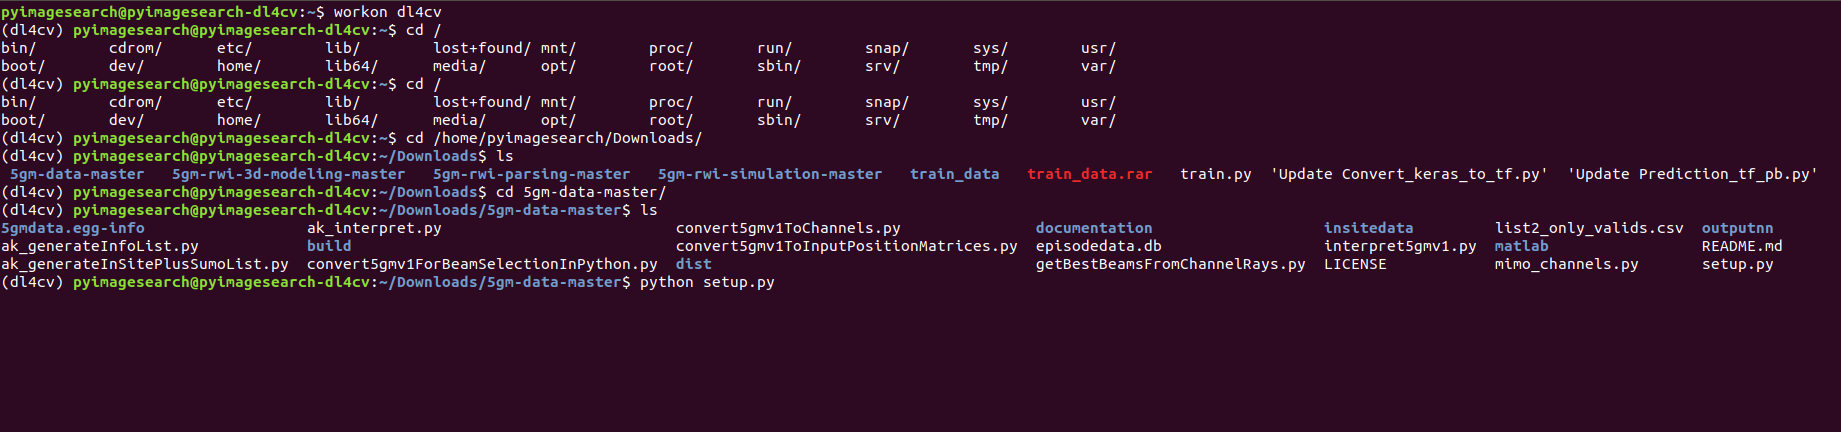 pyimagesearch@pyimagesearch-dl4cv:~$ workon dl4cv
(dl4cv) pyimagesearch@pyimagesearch-dl4cv:~$ cd /
bin/ cdrom/ etc/ lib/ lost+found/ mnt/ proc/ run/ snap/ sys/ usr/
boot/ dev/ home/ lib64/ media/ opt/ root/ sbin/ srv/ tmp/ var/
(dl4cv) pyimagesearch@pyimagesearch-dl4cv:~$ cd /
bin/ cdrom/ etc/ lib/ lost+found/ mnt/ proc/ run/ snap/ sys/ usr/
boot/ dev/ home/ lib64/ media/ opt/ root/ sbin/ srv/ tmp/ var/
(dl4cv) pyimagesearch@pyimagesearch-dl4cv:~$ cd /home/pyimagesearch/Downloads/
(dl4cv) pyimagesearch@pyimagesearch-dl4cv:~/Downloads$ ls
5gm-data-master 5gm-rwi-3d-modeling-master 5gm-rwi-parsing-master 5gm-rwi-simulation-master train_data train_data.rar train.py 'Update Convert_keras_to_tf.py' 'Update Prediction_tf_pb.py'
(dl4cv) pyimagesearch@pyimagesearch-dl4cv:~/Downloads$ cd 5gm-data-master/
(dl4cv) pyimagesearch@pyimagesearch-dl4cv:~/Downloads/5gm-data-master$ ls
5gmdata.egg-info ak_interpret.py convert5gmv1ToChannels.py documentation insitedata list2_only_valids.csv outputnn
ak_generateInfoList.py build convert5gmv1ToInputPositionMatrices.py episodedata.db interpret5gmv1.py matlab README.md
ak_generateInSitePlusSumoList.py convert5gmv1ForBeamSelectionInPython.py dist getBestBeamsFromChannelRays.py LICENSE mimo_channels.py setup.py
(dl4cv) pyimagesearch@pyimagesearch-dl4cv:~/Downloads/5gm-data-master$ python setup.py